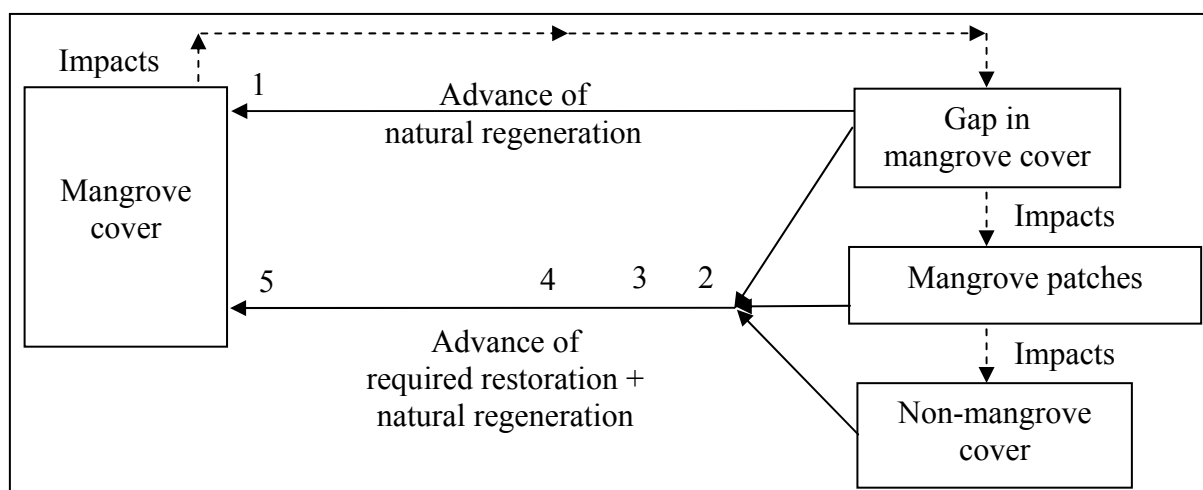 Impacts
1
Advance of
natural regeneration
Gap in
mangrove cover
Mangrove
cover
Impacts
Mangrove patches
5
4
3
2
Advance of
required restoration +
natural regeneration
Impacts
Non-mangrove
cover